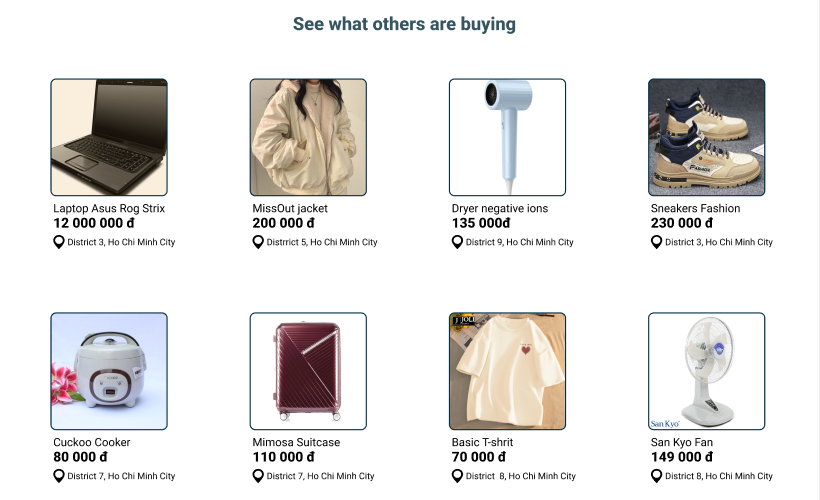 See what others are buying
Laptop Asus Rog Strix
12 000 000 đ
District 3, Ho Chi Minh City
MissOut jacket
200 000 đ
Distrrict 5, Ho Chi Minh City
Dryer negative ions
135 000đ
District 9, Ho Chi Minh City
Sneakers Fashion
230 000 đ
District 3, Ho Chi Minh City
Cuckoo Cooker
80 000 đ
District 7, Ho Chi Minh City
Mimosa Suitcase
110 000 đ
District 7, Ho Chi Minh City
JOLI
Basic T-shrit
70 000 đ
District  8, Ho Chi Minh City
San Kyo
San Kyo Fan
149 000 đ
District 8, Ho Chi Minh City